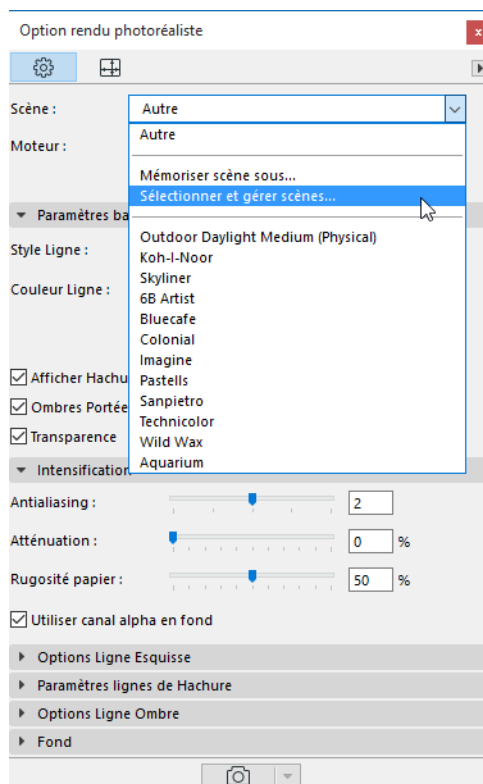 Option rendu photoréaliste
x
Scène :
Autre
Autre
Moteur :
Mémoriser scène sous...
Sélectionner et gérer scènes...
Paramètres ba
Outdoor Daylight Medium (Physical)
Style Ligne :
Koh-I-Noor
Skyliner
Couleur Ligne :
6B Artist
Bluecafe
Colonial
Imagine
Afficher Hachu
Pastells
Sanpietro
Ombres Portée
Technicolor
Transparence
Wild Wax
Aquarium
Intensification
Antialiasing :
2
Atténuation :
0 %
Rugosité papier :
50 %
Utiliser canal alpha en fond
Options Ligne Esquisse
Paramètres lignes de Hachure
Options Ligne Ombre
Fond